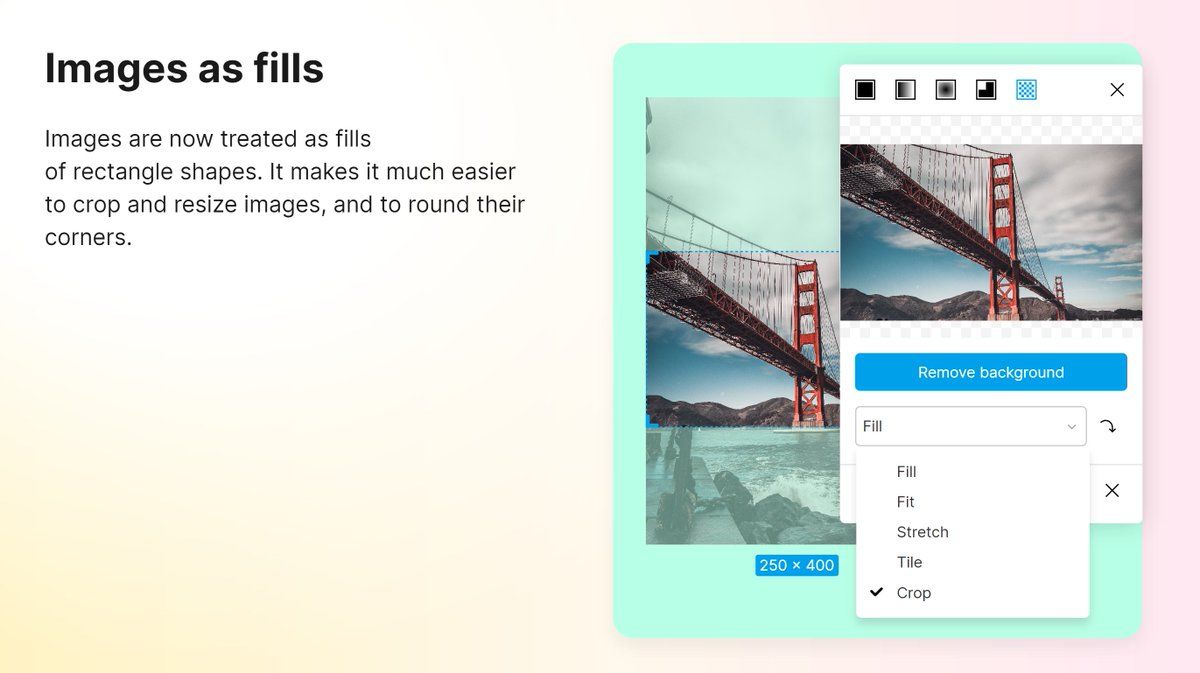 Images as fills
Images are now treated as fills
of rectangle shapes. It makes it much easier
to crop and resize images, and to round their
corners.
Remove background
Fill
Fill
Fit
Stretch
Tile
Crop
250 × 400